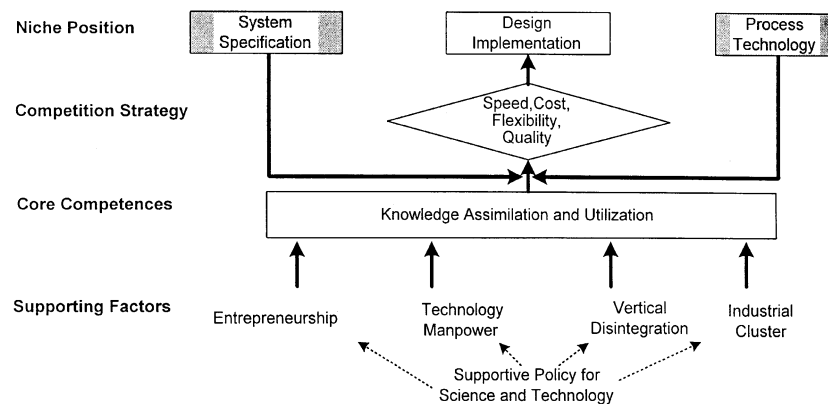 Niche Position
System
Specification
Design
Implementation
Process
Technology
Competition Strategy
Speed,Cost,
Flexibility,
Quality
Core Competences
Knowledge Assimilation and Utilization
Supporting Factors
Entrepreneurship
Technology
Manpower
Vertical
Disintegration
Industrial
Cluster
Supportive Policy for
Science and Technology